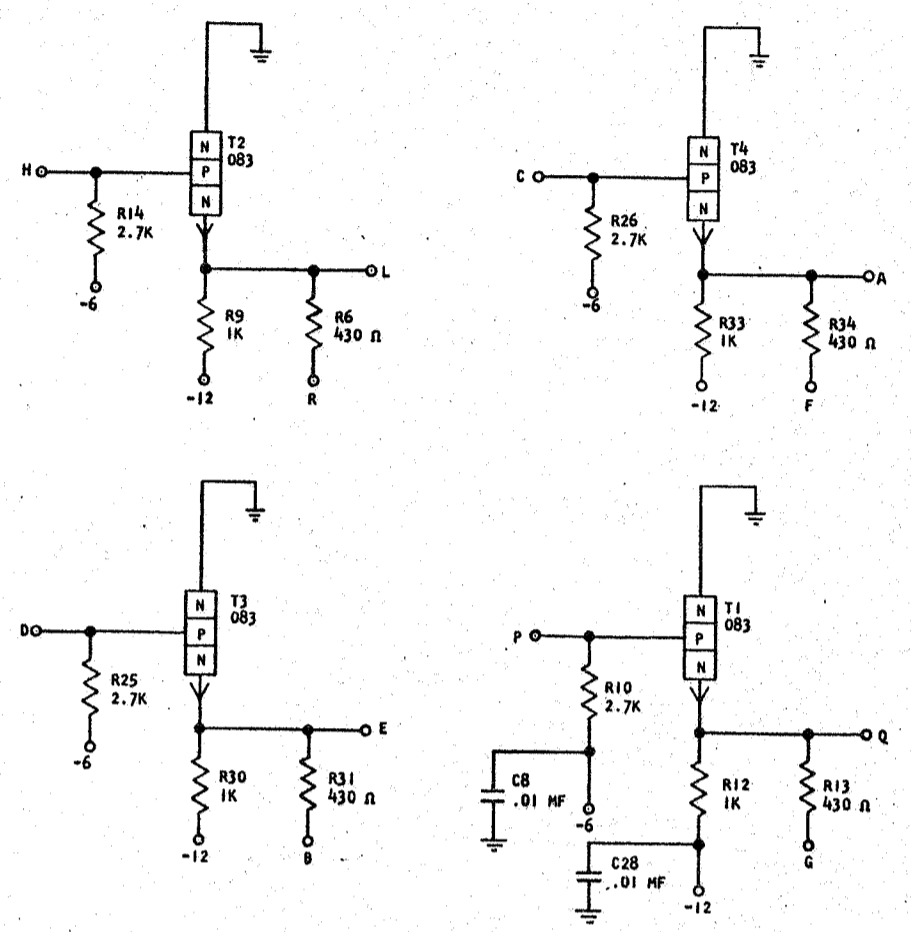 N
P
N
T2
083
H
R14
2.7K
-6
L
R9
1K
-12
R6
430 Ω
R
N
P
N
T4
083
C
R26
2.7K
-6
A
R33
1K
-12
R34
430 Ω
F
N
P
N
T3
083
D
R25
2.7K
-6
E
R30
1K
-12
R31
430 Ω
B
N
P
N
T1
083
P
R10
2.7K
C8
.01 MF
-6
Q
R12
1K
R13
430 Ω
G
C28
.01 MF
-12